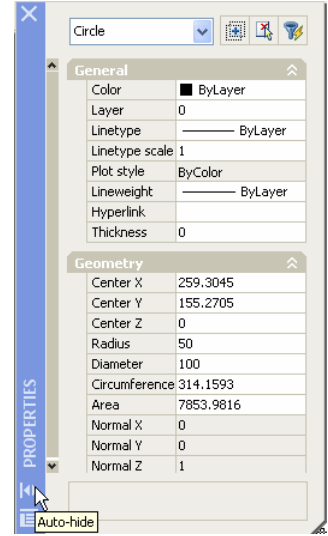 Circle
General
Color ByLayer
Layer 0
Linetype ByLayer
Linetype scale 1
Plot style ByColor
Lineweight ByLayer
Hyperlink
Thickness 0
Geometry
Center X 259.3045
Center Y 155.2705
Center Z 0
Radius 50
Diameter 100
Circumference 314.1593
Area 7853.9816
Normal X 0
Normal Y 0
Normal Z 1
PROPERTIES
Auto-hide